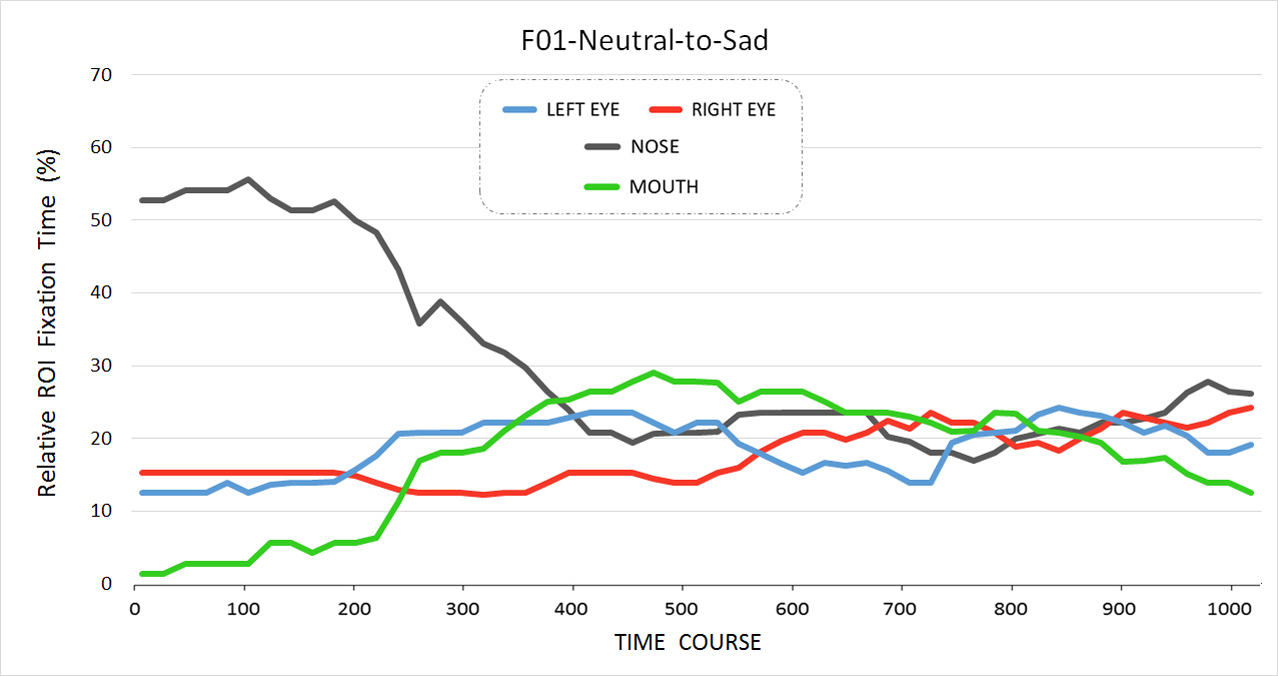 F01-Neutral-to-Sad
70
60
50
40
30
20
10
0
Relative ROI Fixation Time (%)
LEFT EYE RIGHT EYE
NOSE
MOUTH
0 100 200 300 400 500 600 700 800 900 1000
TIME COURSE